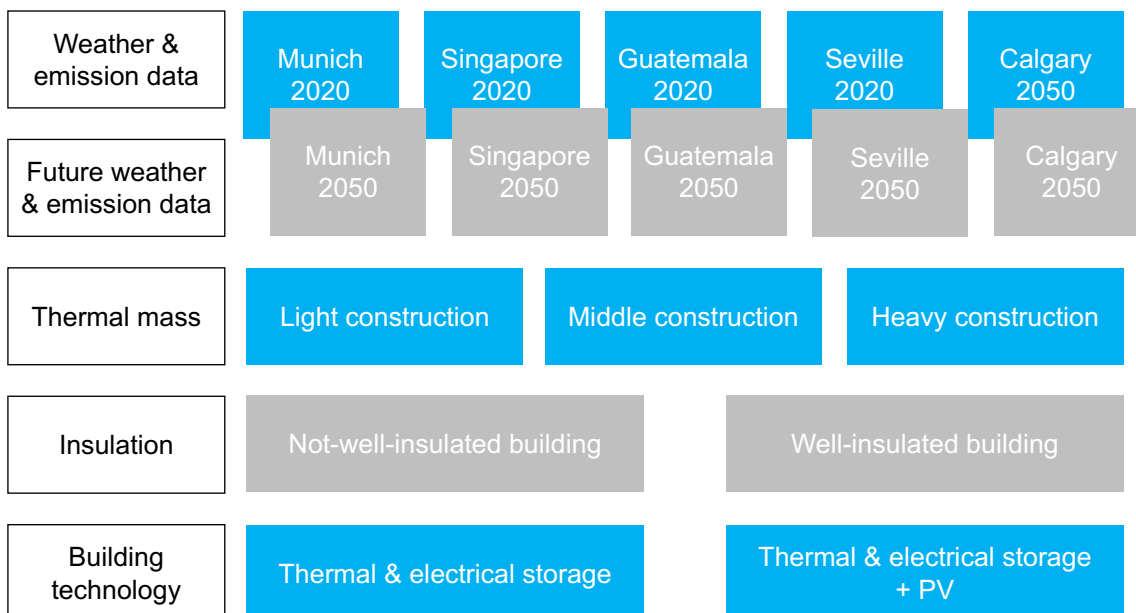 Weather &
emission data
Munich
2020
Singapore
2020
Guatemala
2020
Seville
2020
Calgary
2050
Future weather
& emission data
Munich
2050
Singapore
2050
Guatemala
2050
Seville
2050
Calgary
2050
Thermal mass
Light construction
Middle construction
Heavy construction
Insulation
Not-well-insulated building
Well-insulated building
Building
technology
Thermal & electrical storage
Thermal & electrical storage
+ PV